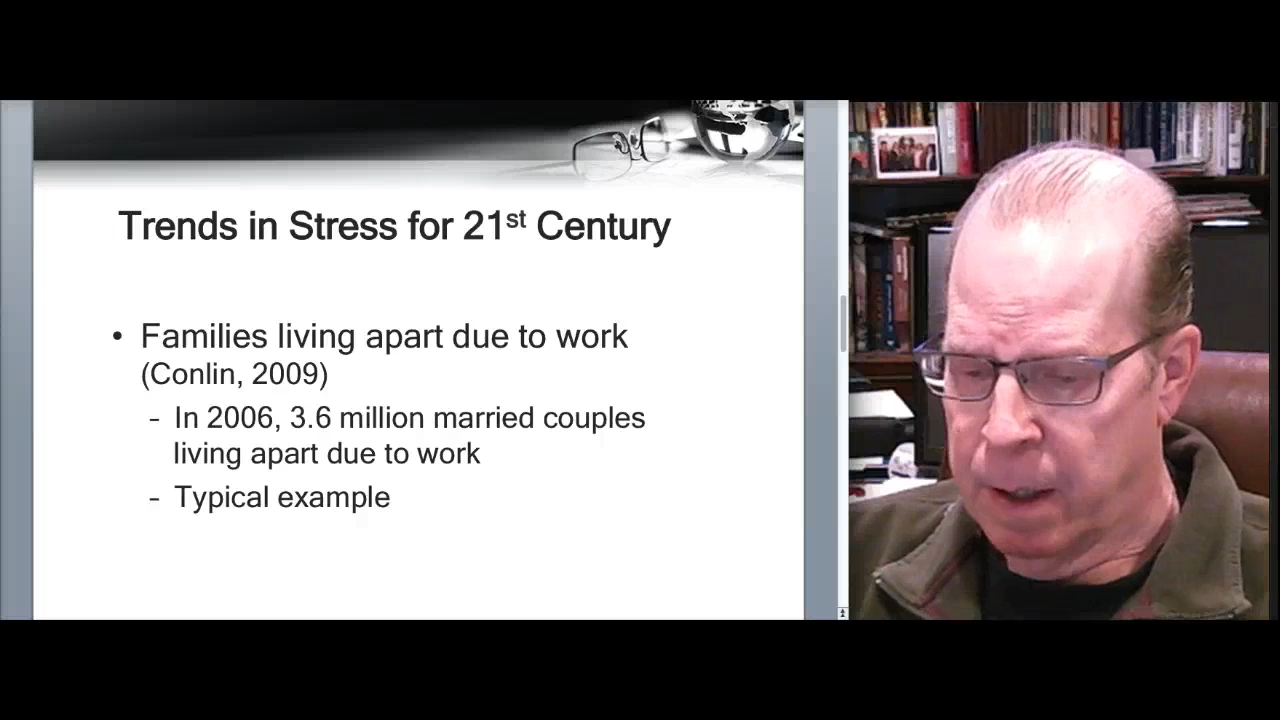 Trends in Stress for 21st Century
• Families living apart due to work
(Conlin, 2009)
– In 2006, 3.6 million married couples
living apart due to work
– Typical example